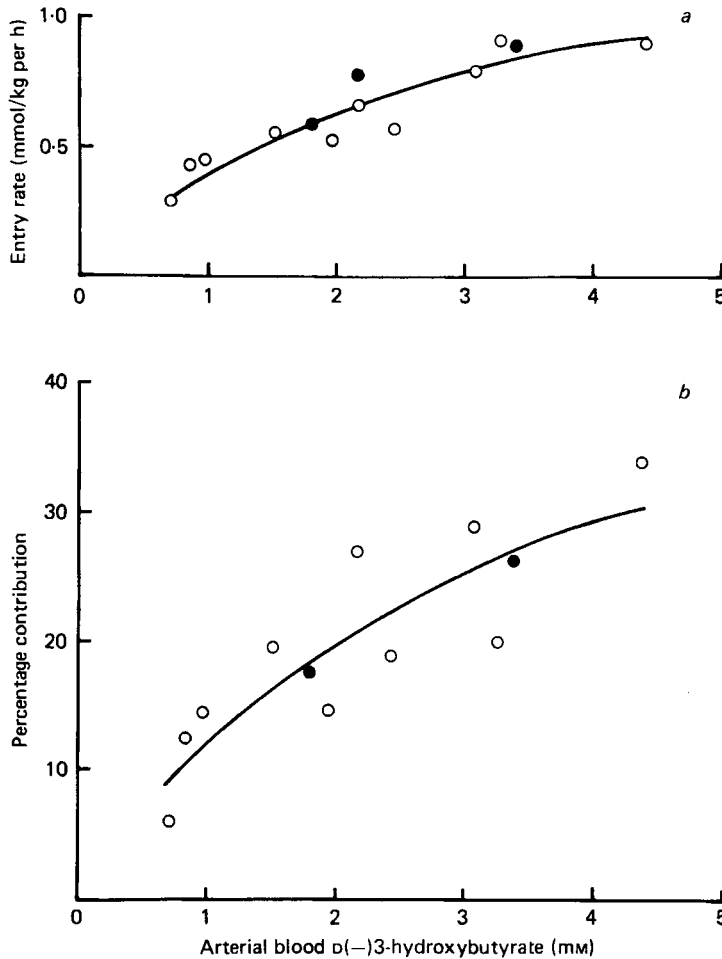 a
Entry rate (mmol/kg per h)
1·0
0·5
0 1 2 3 4 5
b
Percentage contribution
40
30
20
10
0 1 2 3 4 5
Arterial blood D(−)3-hydroxybutyrate (mM)